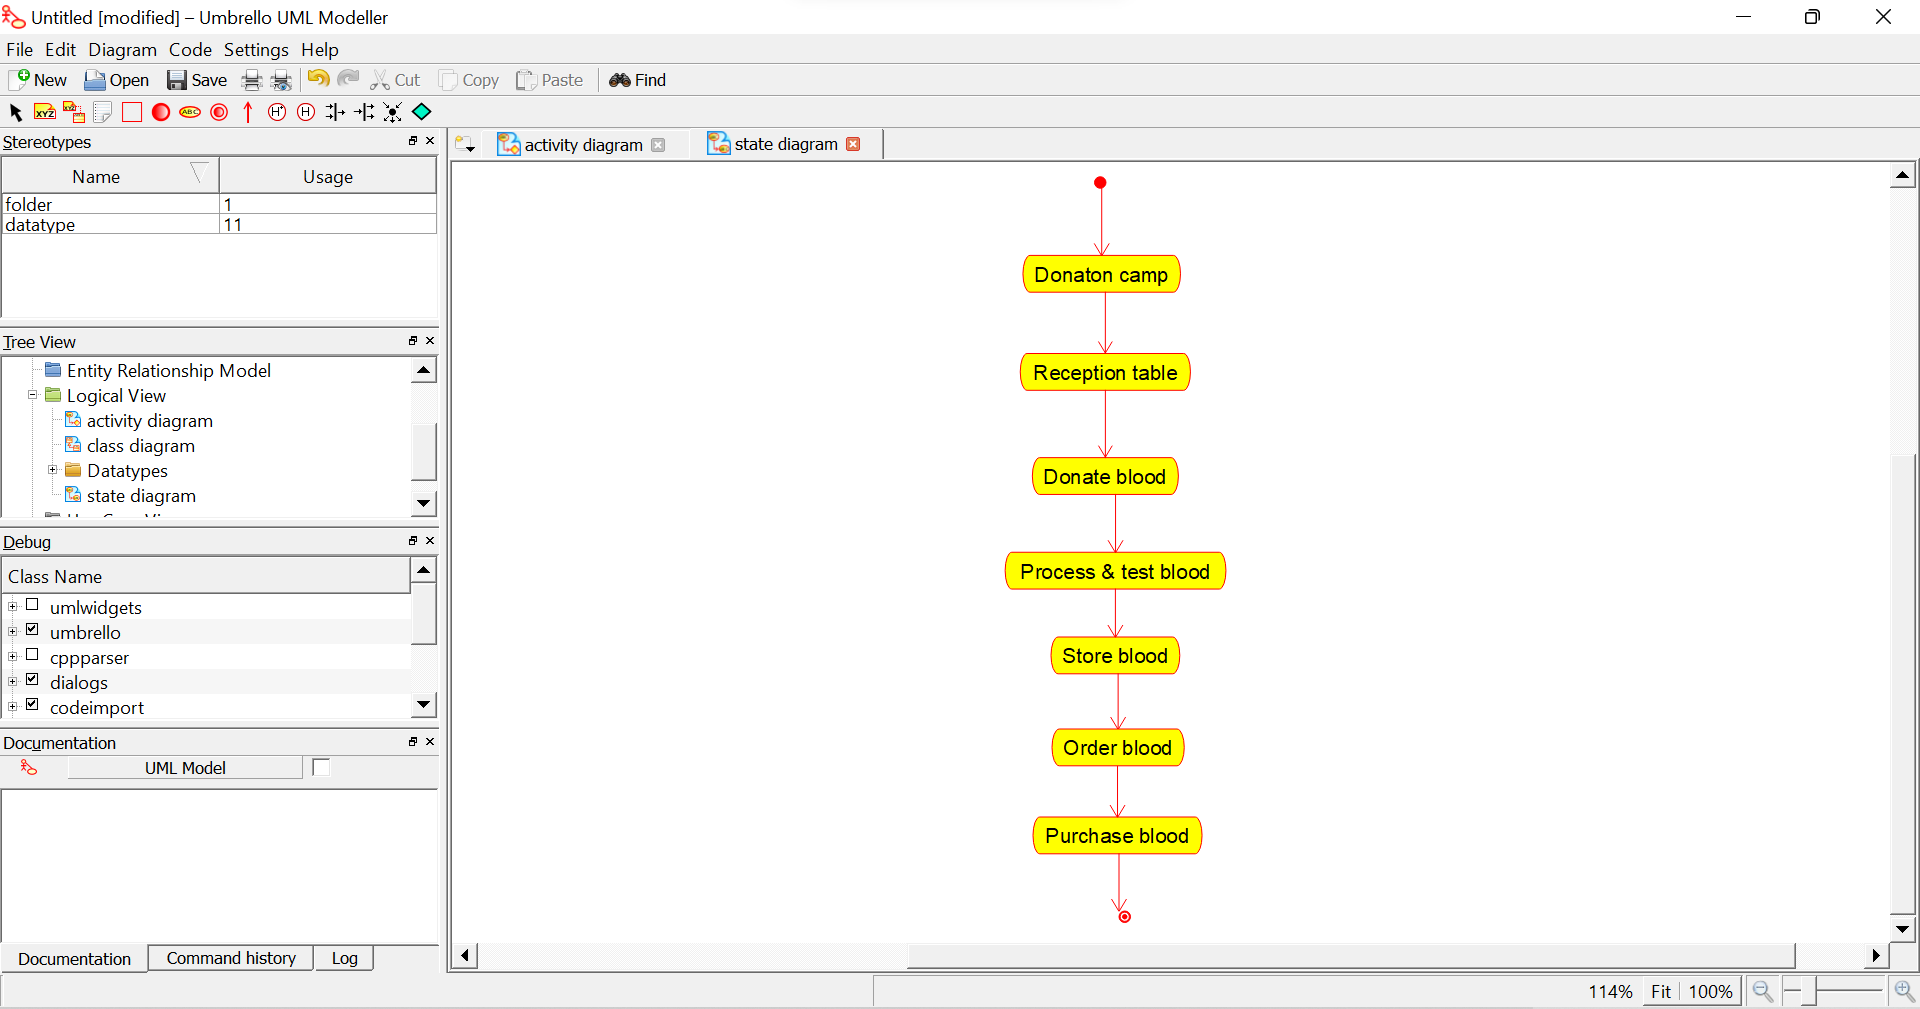 Untitled [modified] – Umbrello UML Modeller
File Edit Diagram Code Settings Help
New Open Save Cut Copy Paste Find
XYZ XYZ ABC H* H
Stereotypes
activity diagram state diagram
Name Usage
folder 1
datatype 11
Tree View
Entity Relationship Model
Logical View
activity diagram
class diagram
Datatypes
state diagram
Debug
Class Name
umlwidgets
umbrello
cppparser
dialogs
codeimport
Documentation
UML Model
Documentation Command history Log
Donaton camp
Reception table
Donate blood
Process & test blood
Store blood
Order blood
Purchase blood
114% Fit 100%